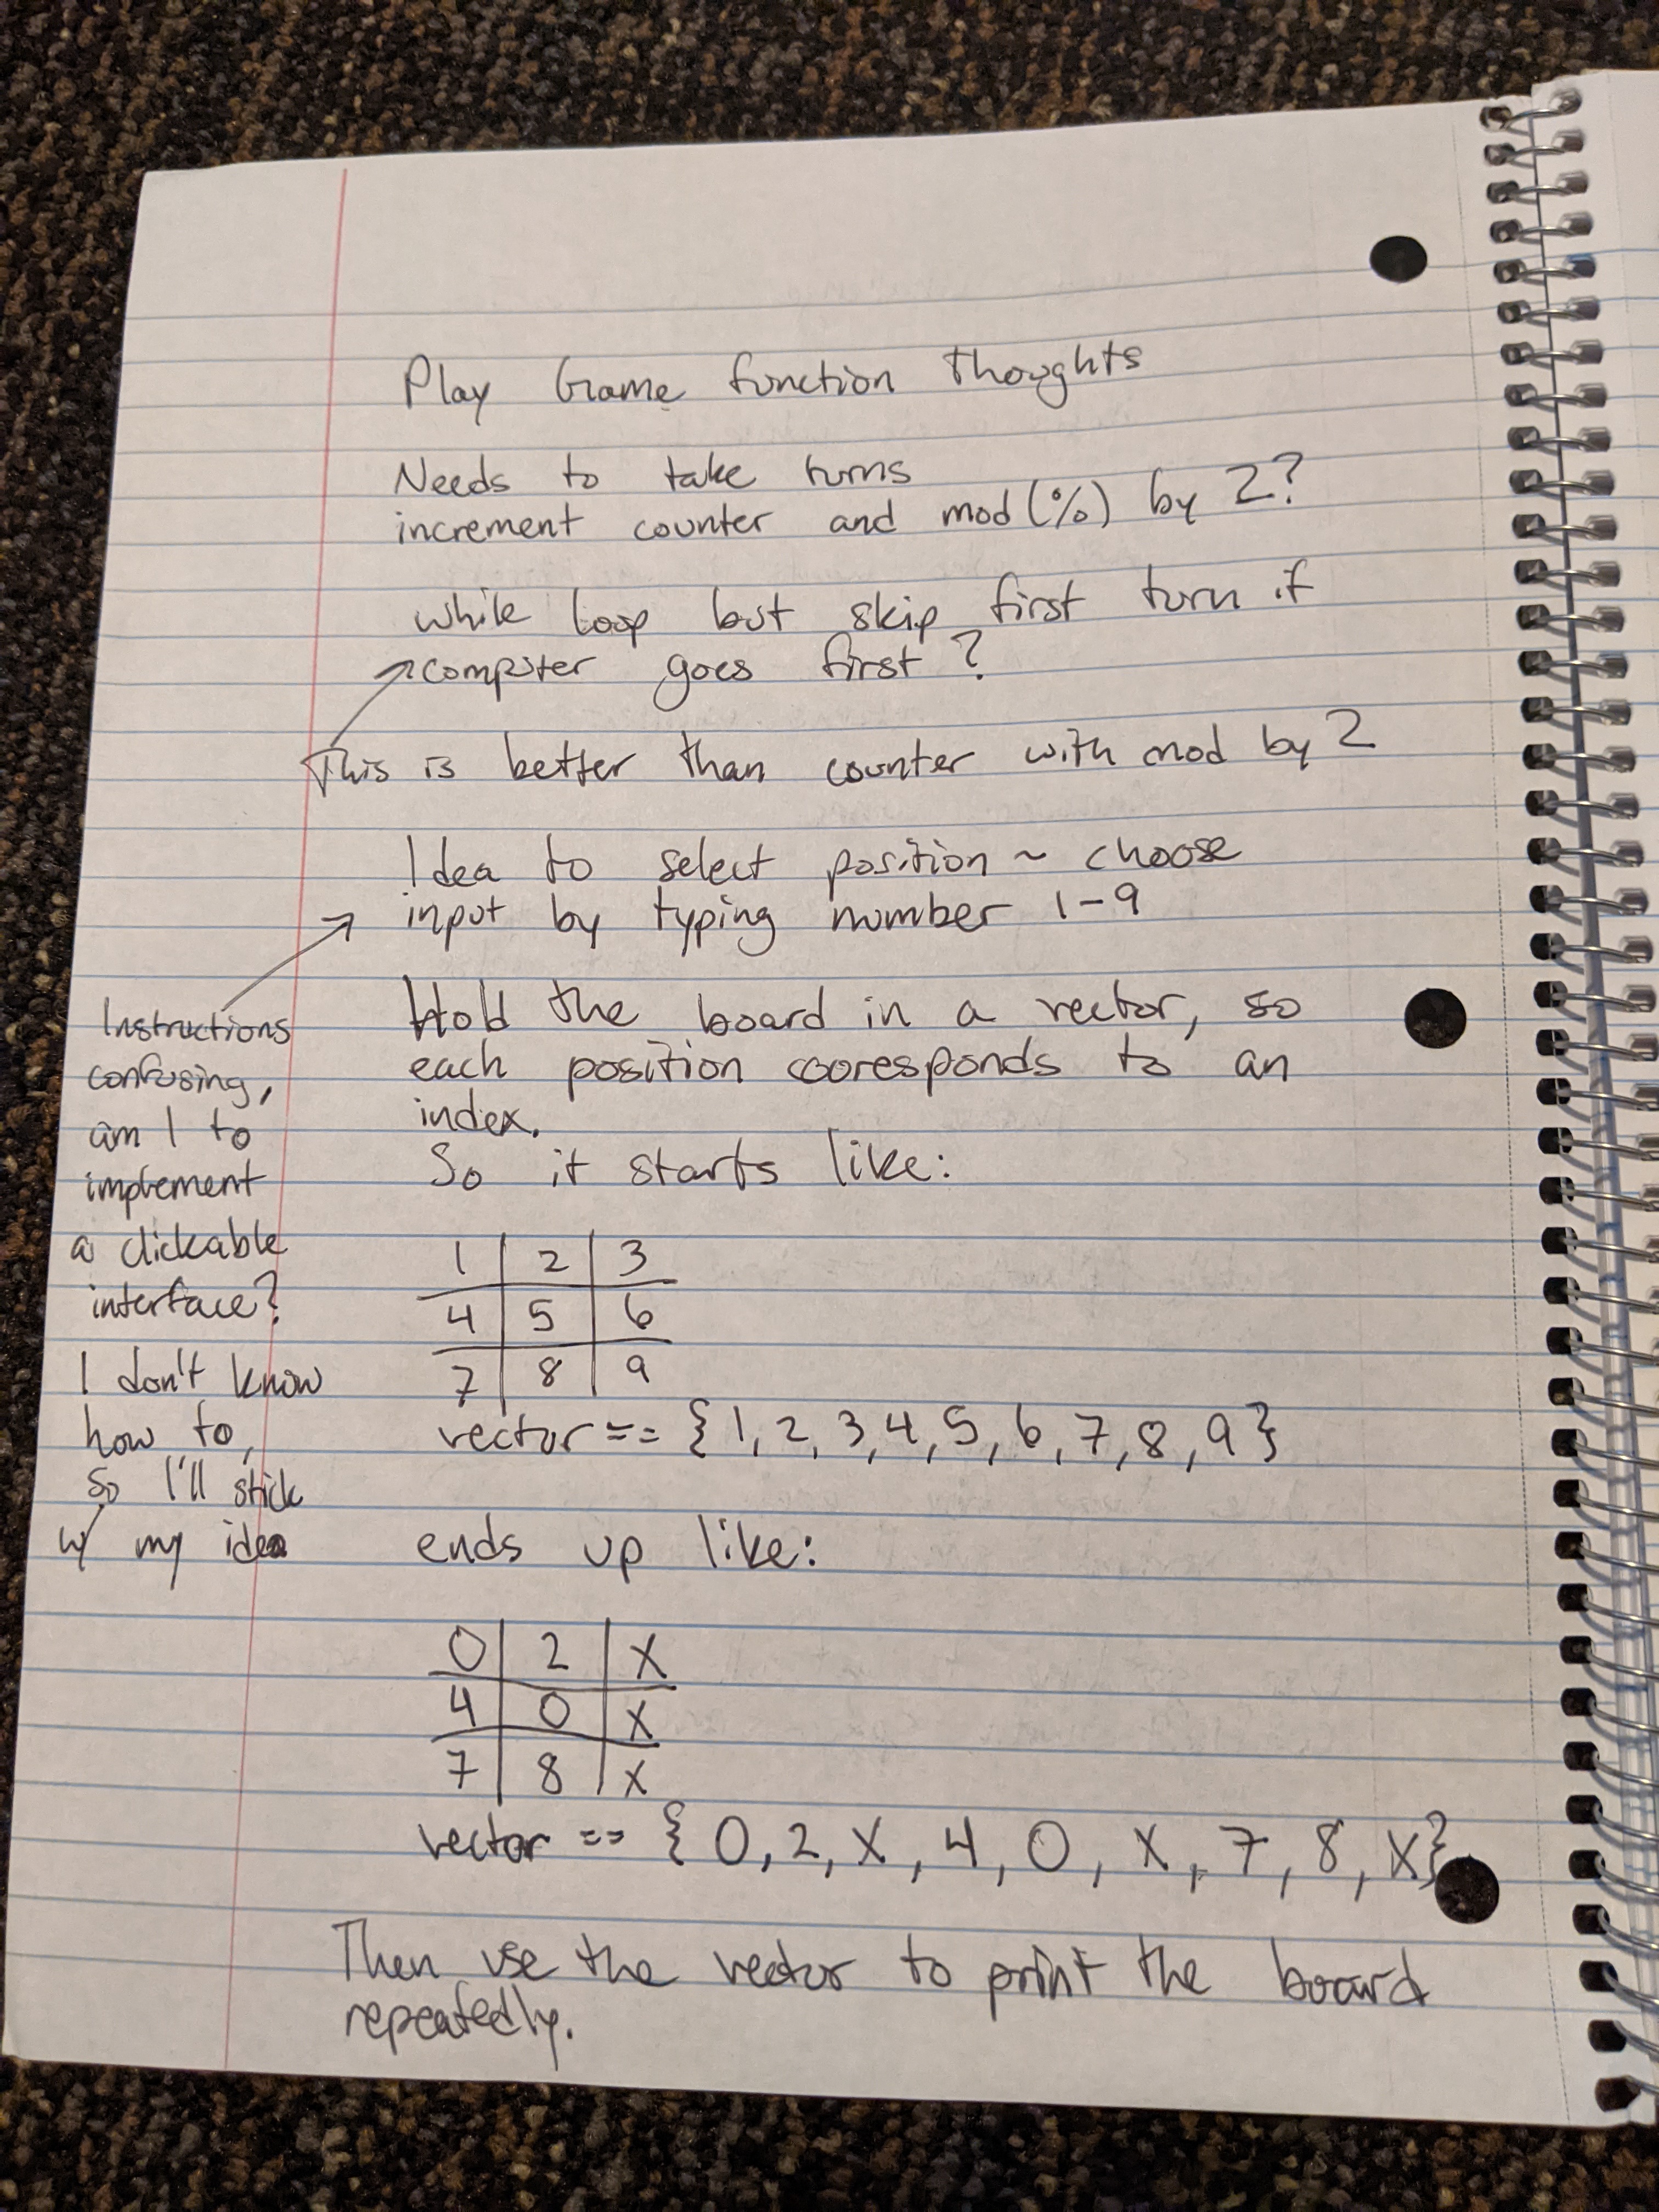 Play Game function thoughts
Needs to take turns
increment counter and mod (%) by 2?
while loop but skip first turn if
computer goes first?
This is better than counter with mod by 2
Idea to select position ~ choose
input by typing number 1-9
Instructions
confusing,
am I to
implement
a clickable
interface?
I don't know
how to,
so I'll stick
w/ my idea
Hold the board in a vector, so
each position cooresponds to an
index.
So it starts like:
1 | 2 | 3
4 | 5 | 6
7 | 8 | 9
vector == {1, 2, 3, 4, 5, 6, 7, 8, 9}
ends up like:
O | 2 | X
4 | O | X
7 | 8 | X
vector == { O, 2, X, 4, O, X, 7, 8, X}
Then use the vector to print the board
repeatedly.